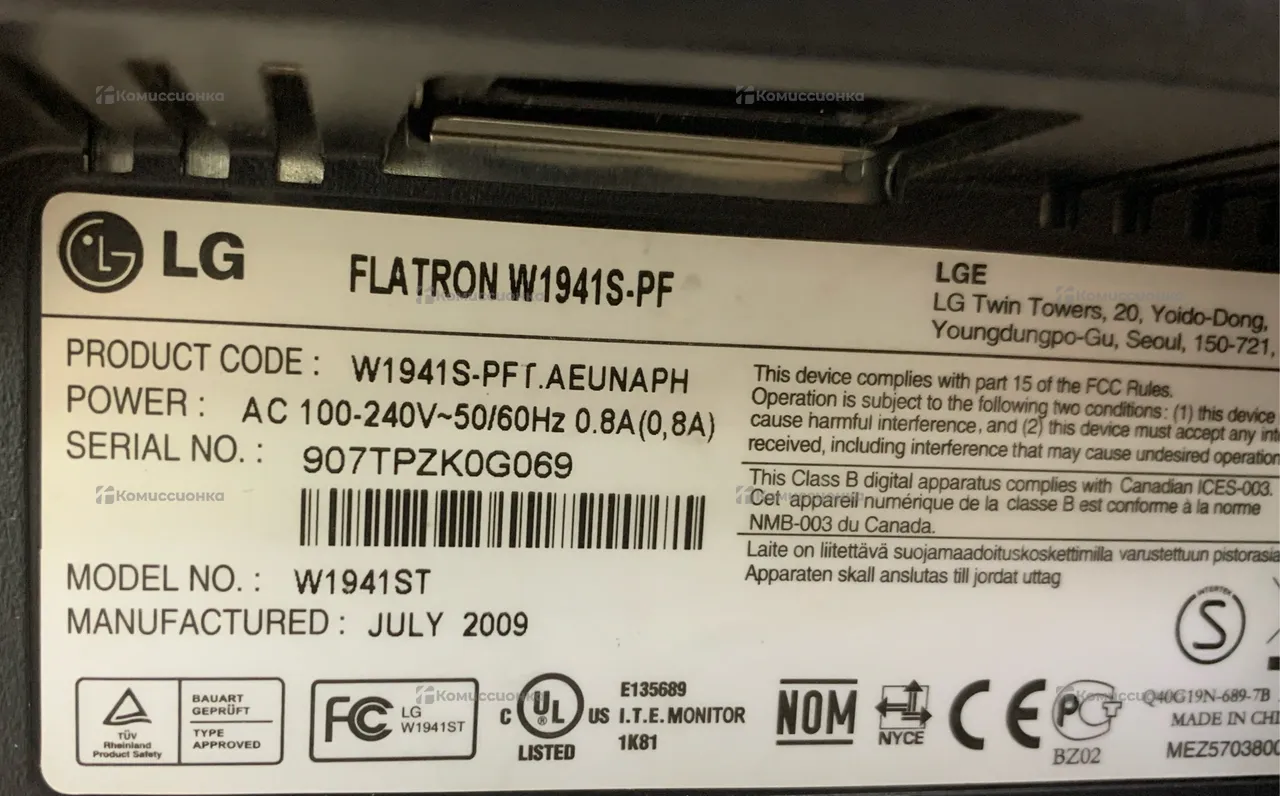 LG
FLATRON W1941S-PF
LGE
LG Twin Towers, 20, Yoido-Dong,
Youngdungpo-Gu, Seoul, 150-721,
PRODUCT CODE : W1941S-PFT.AEUNAPH
POWER : AC 100-240V~50/60Hz 0.8A(0,8A)
SERIAL NO. : 907TPZK0G069
MODEL NO. : W1941ST
MANUFACTURED : JULY 2009
This device complies with part 15 of the FCC Rules.
Operation is subject to the following two conditions: (1) this device
cause harmful interference, and (2) this device must accept any
received, including interference that may cause undesired operation
This Class B digital apparatus complies with Canadian ICES-003.
Cet appareil numérique de la classe B est conforme à la norme
NMB-003 du Canada.
Laite on liitettävä suojamaadoituskoskettimilla varustettuun
Apparaten skall anslutas till jordat uttag
INTERTEK
S
TÜV
Rheinland
Product Safety
BAUART
GEPRÜFT
TYPE
APPROVED
FC
LG
W1941ST
C UL US
LISTED
E135689
I.T.E. MONITOR
1K81
NOM
NYCE
CE
PCT
BZ02
Q40G19N-689-7B
MADE IN
MEZ5703800
Комиссионка
Комиссионка
Комиссионка
Комиссионка
Комиссионка
Комиссионка
Комиссионка
Комиссионка